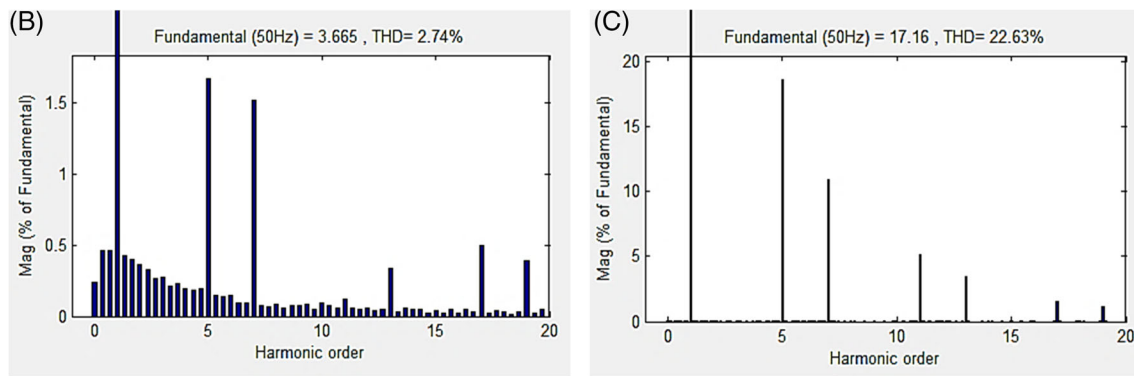 (B)
Fundamental (50Hz) = 3.665 , THD= 2.74%
Mag (% of Fundamental)
1.5
1
0.5
0
0 5 10 15 20
Harmonic order
(C)
Fundamental (50Hz) = 17.16 , THD= 22.63%
Mag (% of Fundamental)
20
15
10
5
0
0 5 10 15 20
Harmonic order